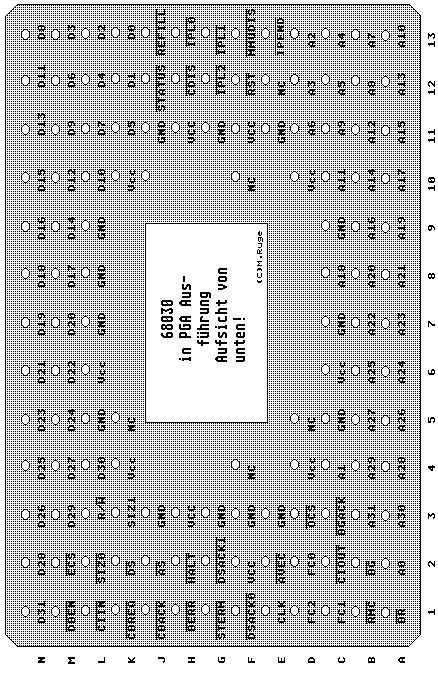 N D31 D28 D26 D25 D23 D21 D19 D18 D16 D15 D13 D11 D8
M DBEN ECS D29 D27 D24 D22 D20 D17 D14 D12 D9 D6 D3
L CIIN SIZ0 R/W D30 GND Vcc GND GND GND D10 D7 D4 D2
K CBREQ DS SIZ1 Vcc NC Vcc D5 D1 D0
J CBACK AS GND GND STATUS REFILL
H BERR HALT VCC VCC CDIS IPL0
G STERM DSACK1 GND GND IPL2 IPL1
F DSACK0 VCC GND NC NC VCC RST MMUDIS
E CLK AVEC GND GND NC IPEND
D FC2 FC0 OCS Vcc NC Vcc A6 A3 A2
C FC1 CIOUT BGACK A1 GND Vcc GND A18 GND A11 A9 A5 A4
B RMC BG A31 A29 A27 A25 A22 A20 A16 A14 A12 A8 A7
A BR A0 A30 A28 A26 A24 A23 A21 A19 A17 A15 A13 A10
1 2 3 4 5 6 7 8 9 10 11 12 13
68030
in PGA Aus-
führung
Aufsicht von
unten!
(C)M.Ruge